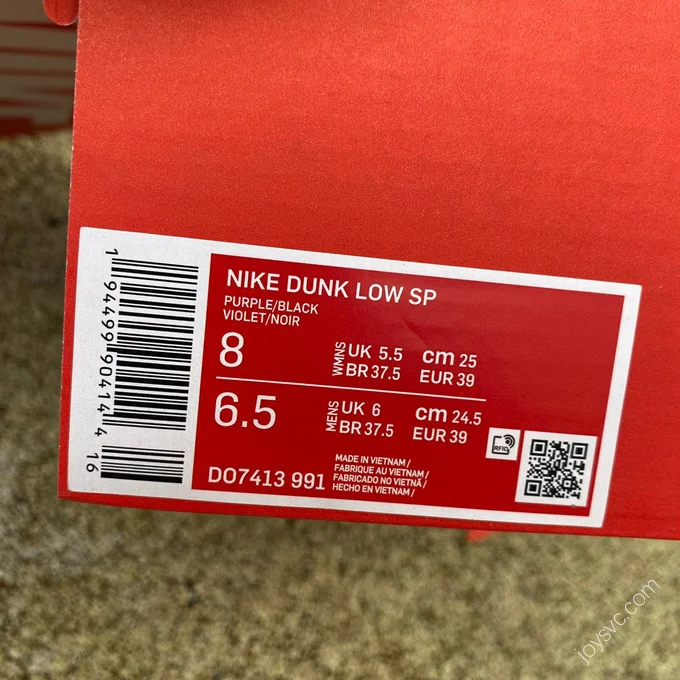 NIKE DUNK LOW SP
PURPLE/BLACK
VIOLET/NOIR
8 WMNS UK 5.5 cm 25
BR 37.5 EUR 39
6.5 MENS UK 6 cm 24.5
BR 37.5 EUR 39
RFID
DO7413 991
MADE IN VIETNAM /
FABRIQUE AU VIETNAM /
FABRICADO NO VIETNÃ /
HECHO EN VIETNAM /
1 94499 90414 4 16
joysvc.com